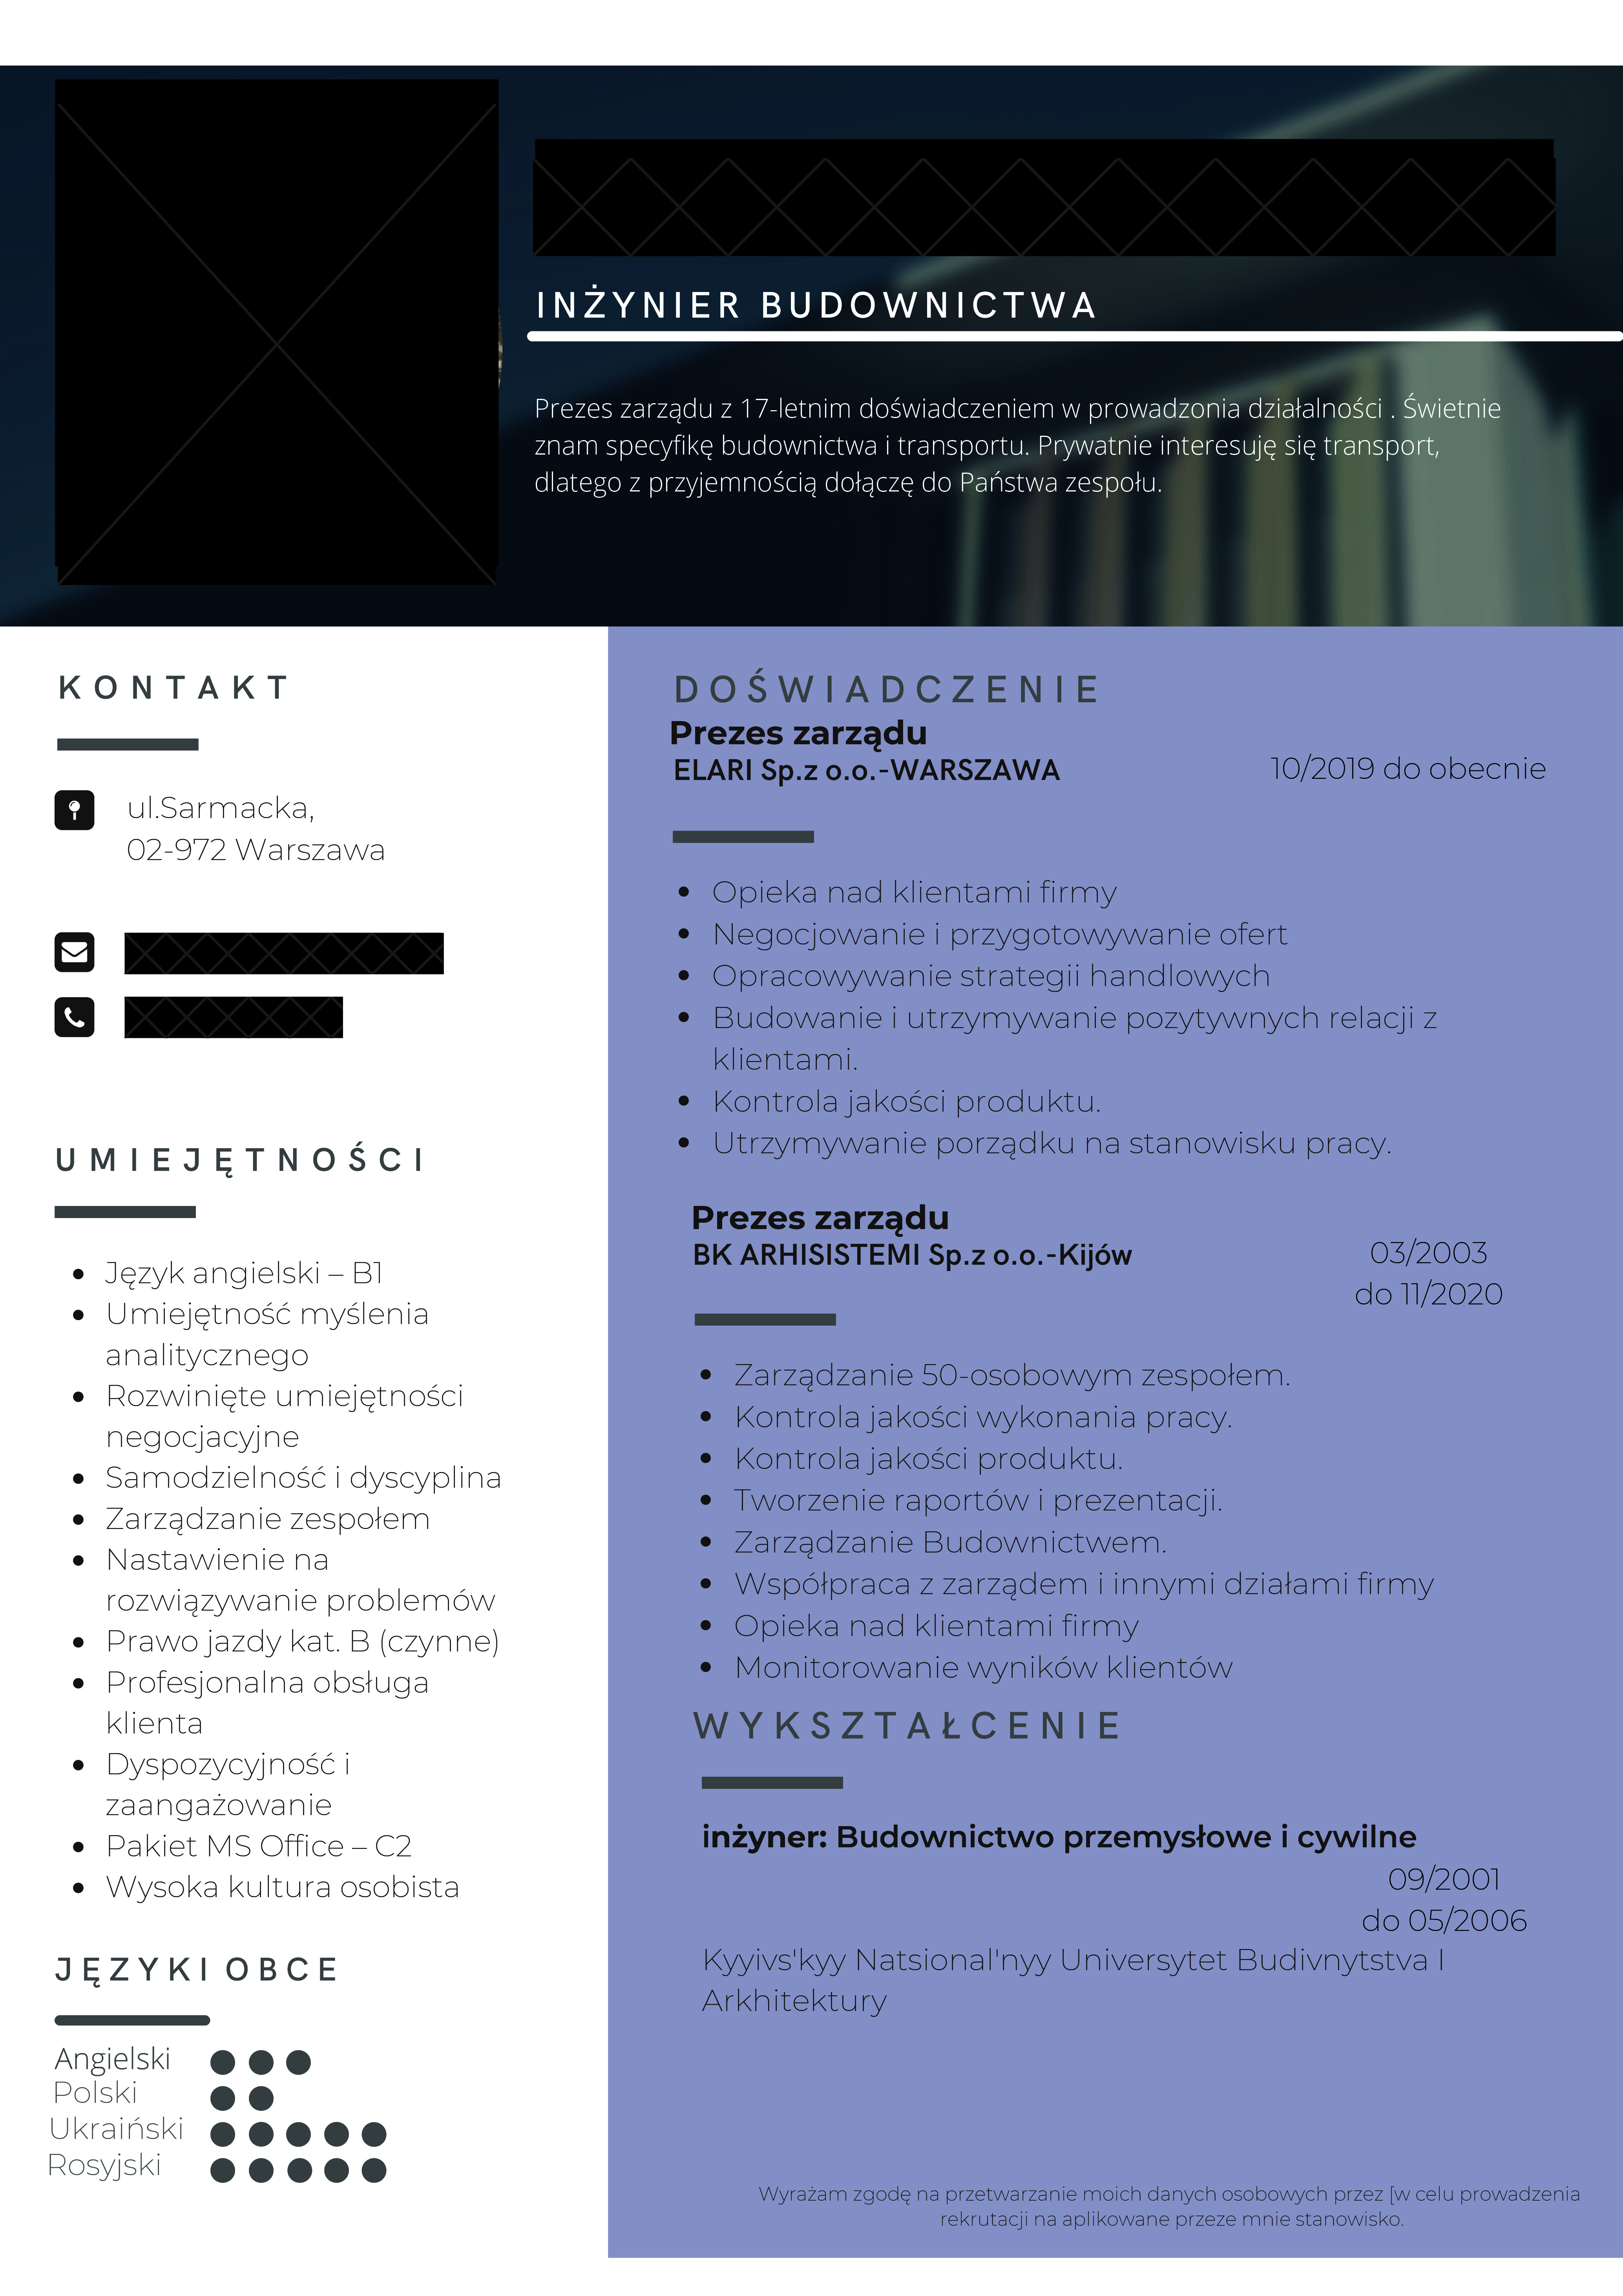 INŻYNIER BUDOWNICTWA
Prezes zarządu z 17-letnim doświadczeniem w prowadzonia działalności . Świetnie
znam specyfikę budownictwa i transportu. Prywatnie interesuję się transport,
dlatego z przyjemnością dołączę do Państwa zespołu.
KONTAKT
ul.Sarmacka,
02-972 Warszawa
UMIEJĘTNOŚCI
• Język angielski – B1
• Umiejętność myślenia
analitycznego
• Rozwinięte umiejętności
negocjacyjne
• Samodzielność i dyscyplina
• Zarządzanie zespołem
• Nastawienie na
rozwiązywanie problemów
• Prawo jazdy kat. B (czynne)
• Profesjonalna obsługa
klienta
• Dyspozycyjność i
zaangażowanie
• Pakiet MS Office – C2
• Wysoka kultura osobista
JĘZYKI OBCE
Angielski
Polski
Ukraiński
Rosyjski
DOŚWIADCZENIE
Prezes zarządu
ELARI Sp.z o.o.-WARSZAWA 10/2019 do obecnie
• Opieka nad klientami firmy
• Negocjowanie i przygotowywanie ofert
• Opracowywanie strategii handlowych
• Budowanie i utrzymywanie pozytywnych relacji z
klientami.
• Kontrola jakości produktu.
• Utrzymywanie porządku na stanowisku pracy.
Prezes zarządu
BK ARHISISTEMI Sp.z o.o.-Kijów 03/2003
do 11/2020
• Zarządzanie 50-osobowym zespołem.
• Kontrola jakości wykonania pracy.
• Kontrola jakości produktu.
• Tworzenie raportów i prezentacji.
• Zarządzanie Budownictwem.
• Współpraca z zarządem i innymi działami firmy
• Opieka nad klientami firmy
• Monitorowanie wyników klientów
WYKSZTAŁCENIE
inżyner: Budownictwo przemysłowe i cywilne
09/2001
do 05/2006
Kyyivs'kyy Natsional'nyy Universytet Budivnytstva I
Arkhitektury
Wyrażam zgodę na przetwarzanie moich danych osobowych przez [w celu prowadzenia
rekrutacji na aplikowane przeze mnie stanowisko.